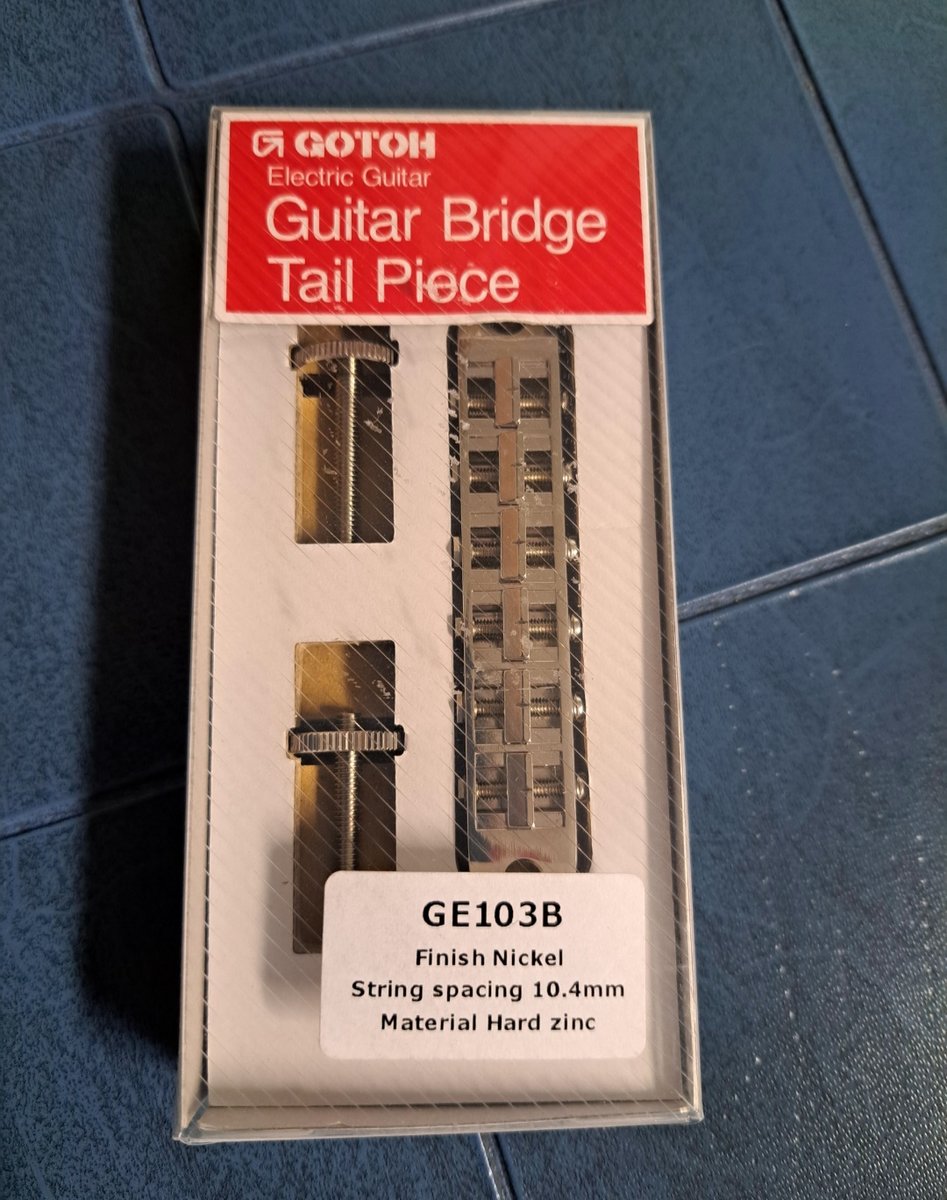 GOTOH
Electric Guitar
Guitar Bridge
Tail Piece
GE103B
Finish Nickel
String spacing 10.4mm
Material Hard zinc